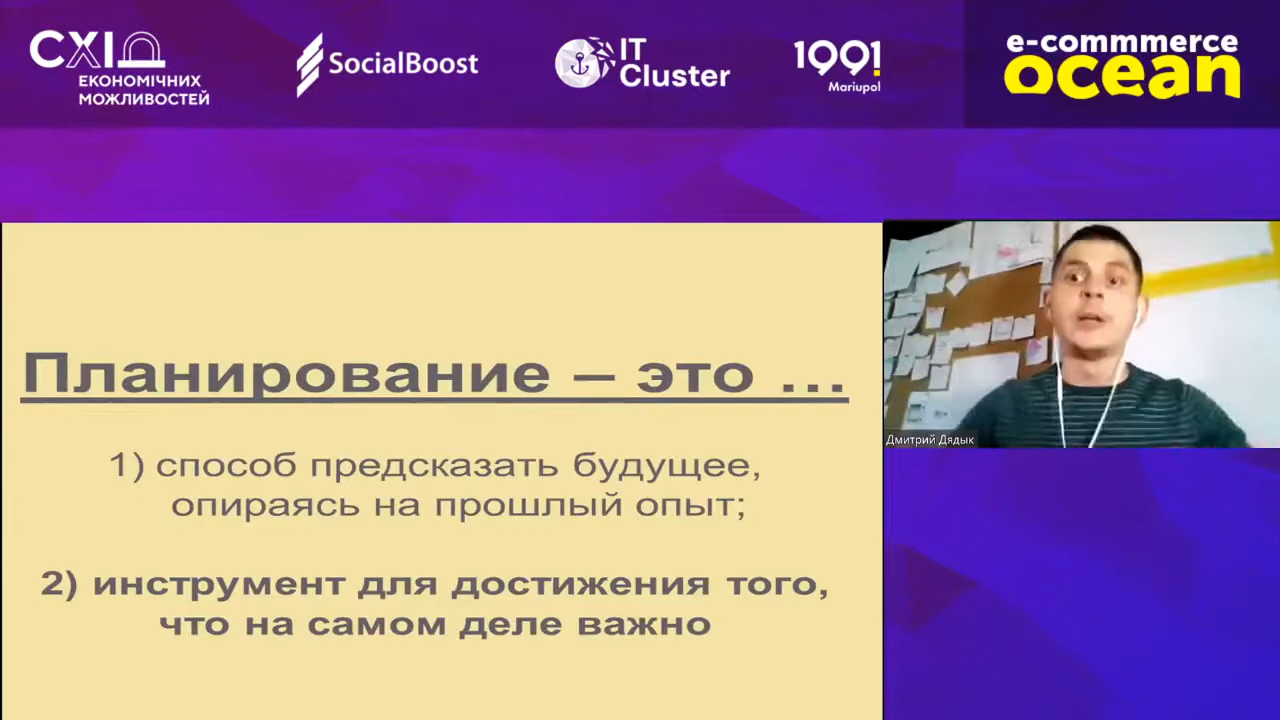 СХІД
ЕКОНОМІЧНИХ
МОЖЛИВОСТЕЙ
SocialBoost
IT
Cluster
1991
Mariupol
e-commmerce
ocean
Планирование – это ...
1) способ предсказать будущее,
опираясь на прошлый опыт;
2) инструмент для достижения того,
что на самом деле важно
Дмитрий Дядык